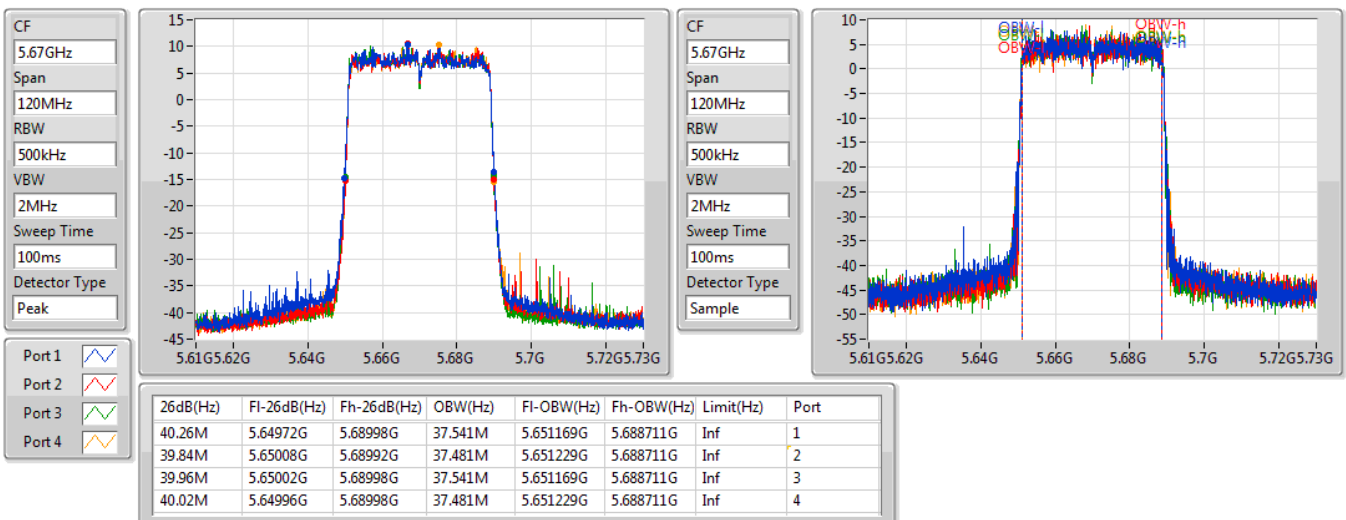 CF
5.67GHz
Span
120MHz
RBW
500kHz
VBW
2MHz
Sweep Time
100ms
Detector Type
Peak
15
10
5
0
-5
-10
-15
-20
-25
-30
-35
-40
-45
5.61G 5.62G 5.64G 5.66G 5.68G 5.7G 5.72G 5.73G
CF
5.67GHz
Span
120MHz
RBW
500kHz
VBW
2MHz
Sweep Time
100ms
Detector Type
Sample
OBW-l OBW-h
10
5
0
-5
-10
-15
-20
-25
-30
-35
-40
-45
-50
-55
5.61G 5.62G 5.64G 5.66G 5.68G 5.7G 5.72G 5.73G
Port 1
Port 2
Port 3
Port 4
26dB(Hz) Fl-26dB(Hz) Fh-26dB(Hz) OBW(Hz) Fl-OBW(Hz) Fh-OBW(Hz) Limit(Hz) Port
40.26M 5.64972G 5.68998G 37.541M 5.651169G 5.688711G Inf 1
39.84M 5.65008G 5.68992G 37.481M 5.651229G 5.688711G Inf 2
39.96M 5.65002G 5.68998G 37.541M 5.651169G 5.688711G Inf 3
40.02M 5.64996G 5.68998G 37.481M 5.651229G 5.688711G Inf 4